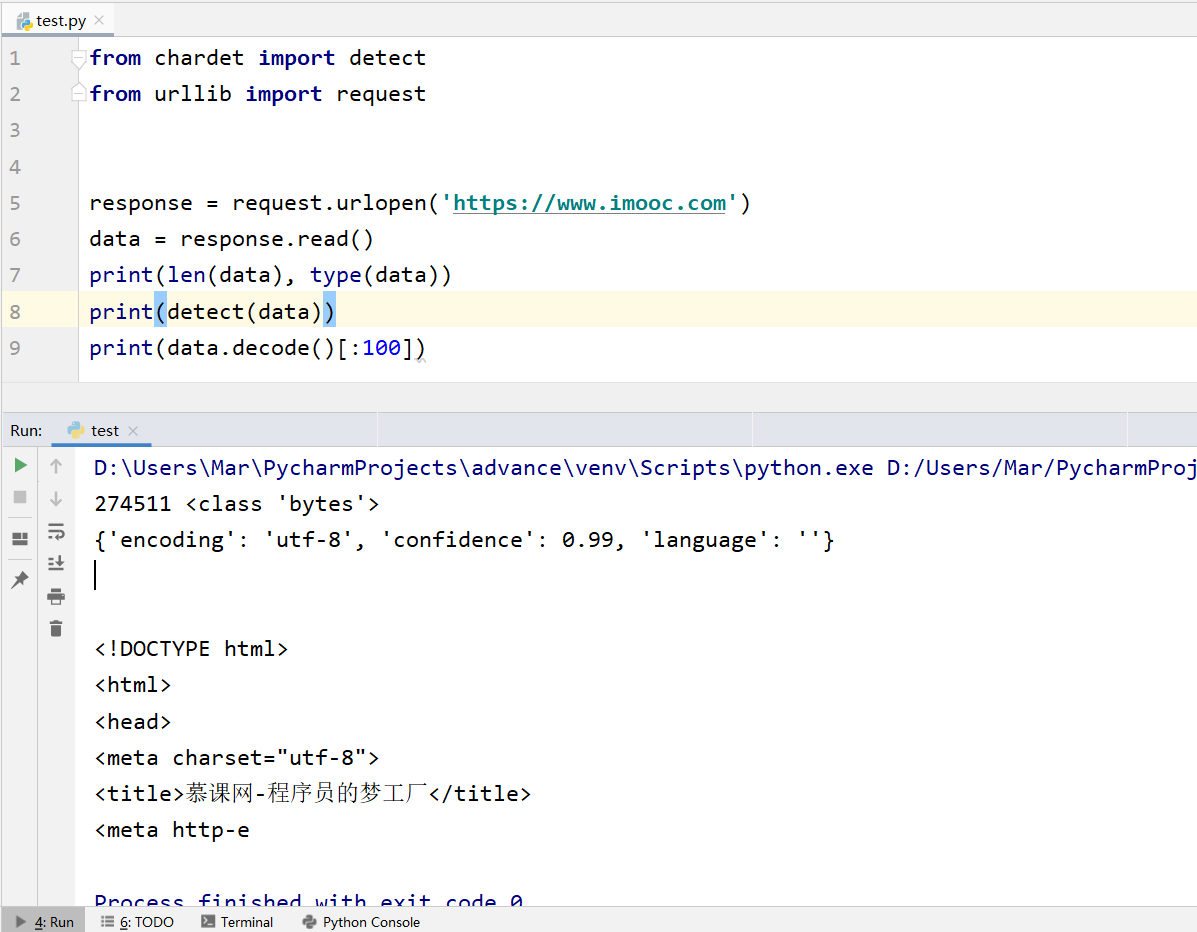 test.py
1 from chardet import detect
2 from urllib import request
3
4
5 response = request.urlopen('https://www.imooc.com')
6 data = response.read()
7 print(len(data), type(data))
8 print(detect(data))
9 print(data.decode()[:100])
Run: test
D:\Users\Mar\PycharmProjects\advance\venv\Scripts\python.exe D:/Users/Mar/PycharmProj
274511 <class 'bytes'>
{'encoding': 'utf-8', 'confidence': 0.99, 'language': ''}
<!DOCTYPE html>
<html>
<head>
<meta charset="utf-8">
<title>慕课网-程序员的梦工厂</title>
<meta http-e
Process finished with exit code 0
4: Run 6: TODO Terminal Python Console